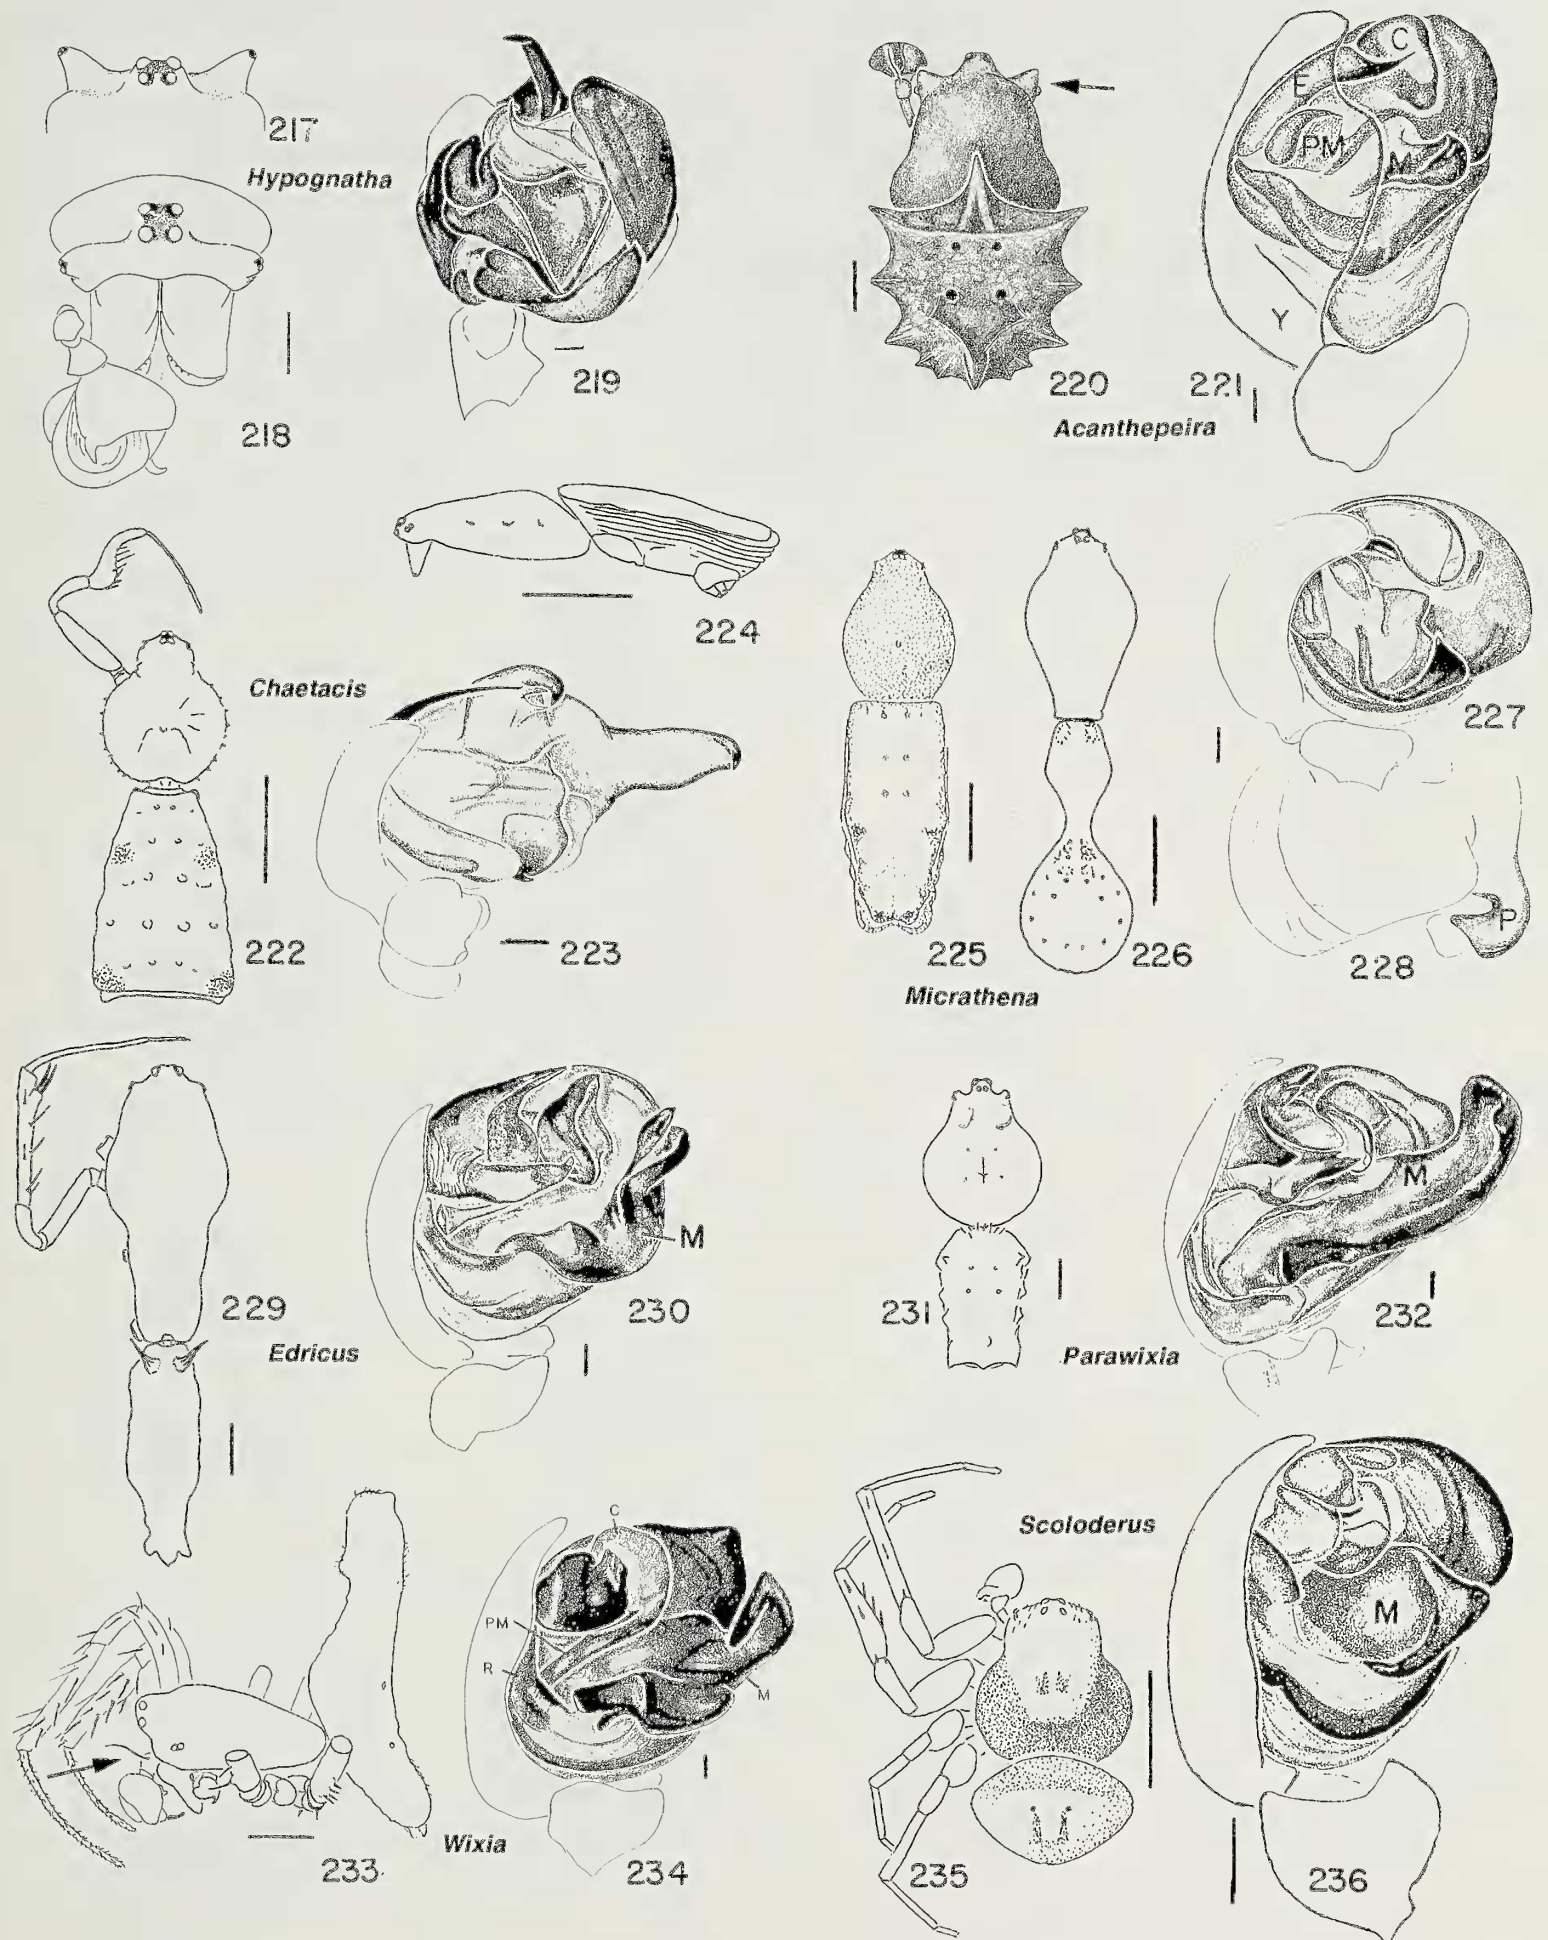 217
Hypognatha
218
219
220
C
E
PM
M
Y
221
Acanthepeira
224
Chaetacis
222
223
225
226
Micrathena
227
P
228
229
Edricus
M
230
231
Parawixia
M
232
233
Wixia
C
PM
R
M
234
Scoloderus
235
M
236